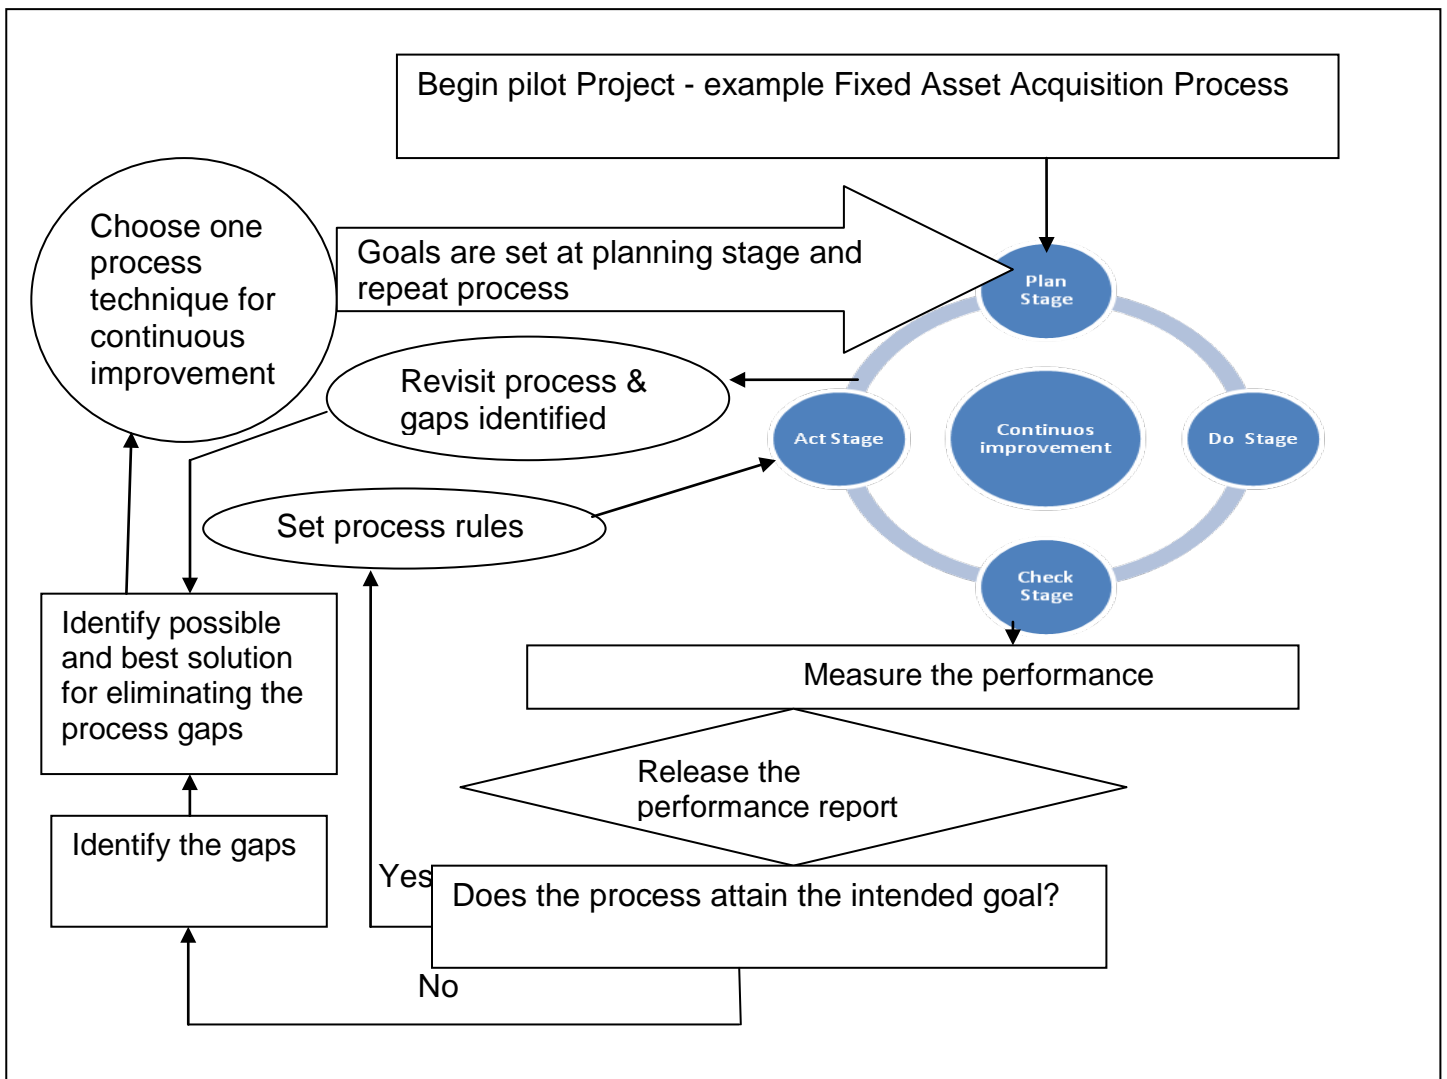 Begin pilot Project - example Fixed Asset Acquisition Process
Choose one
process
technique for
continuous
improvement
Goals are set at planning stage and
repeat process
Plan
Stage
Revisit process &
gaps identified
Act Stage
Continuos
improvement
Do Stage
Set process rules
Check
Stage
Identify possible
and best solution
for eliminating the
process gaps
Measure the performance
Release the
performance report
Identify the gaps
Yes
Does the process attain the intended goal?
No